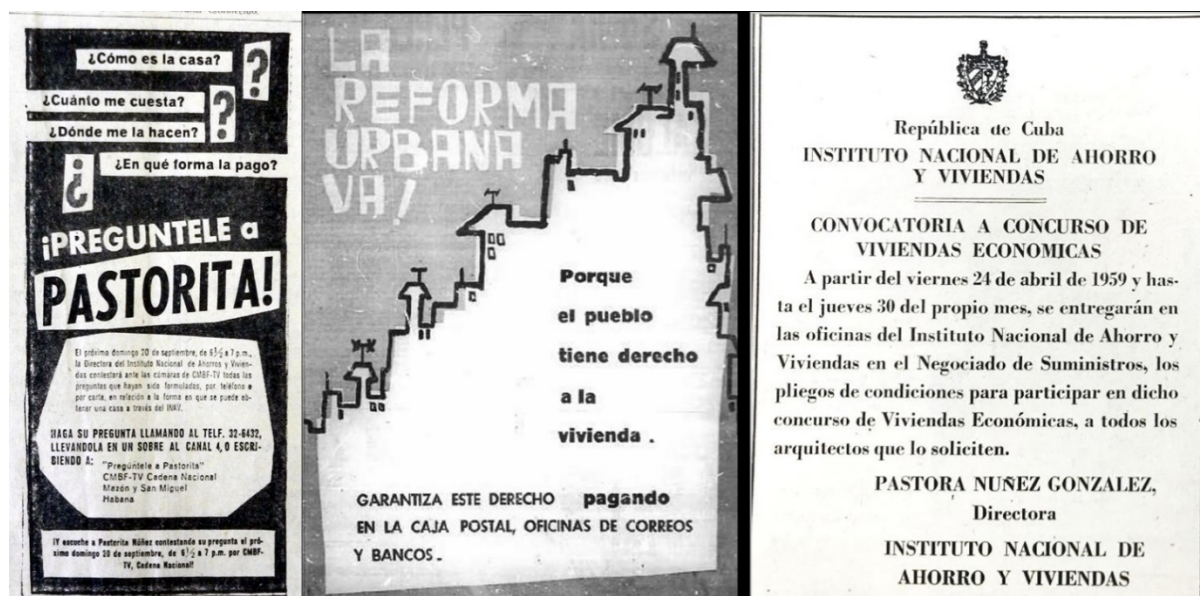 ¿Cómo es la casa?
¿Cuánto me cuesta?
¿Dónde me la hacen?
¿En qué forma la pago?
¡PREGUNTELE a
PASTORITA!
El próximo domingo 20 de septiembre, de 6½ a 7 p.m.,
la Directora del Instituto Nacional de Ahorros y Vivien-
das contestará ante las cámaras de CMBF-TV todas las
preguntas que hayan sido formuladas, por teléfono o
por carta, en relación a la forma en que se puede ob-
tener una casa a través del INAV.
HAGA SU PREGUNTA LLAMANDO AL TELF. 32-6432,
LLEVANDOLA EN UN SOBRE AL CANAL 4, O ESCRI-
BIENDO A:
"Pregúntele a Pastorita"
CMBF-TV Cadena Nacional
Mazón y San Miguel
Habana
¡Y escuche a Pastorita Núñez contestando su pregunta el pró-
ximo domingo 20 de septiembre, de 6½ a 7 p.m. por CMBF-
TV, Cadena Nacional!
LA
REFORMA
URBANA
VA!
Porque
el pueblo
tiene derecho
a la
vivienda.
GARANTIZA ESTE DERECHO pagando
EN LA CAJA POSTAL, OFICINAS DE CORREOS
Y BANCOS.
República de Cuba
INSTITUTO NACIONAL DE AHORRO
Y VIVIENDAS
CONVOCATORIA A CONCURSO DE
VIVIENDAS ECONOMICAS
A partir del viernes 24 de abril de 1959 y has-
ta el jueves 30 del propio mes, se entregarán en
las oficinas del Instituto Nacional de Ahorro y
Viviendas en el Negociado de Suministros, los
pliegos de condiciones para participar en dicho
concurso de Viviendas Económicas, a todos los
arquitectos que lo soliciten.
PASTORA NUÑEZ GONZALEZ,
Directora
INSTITUTO NACIONAL DE
AHORRO Y VIVIENDAS